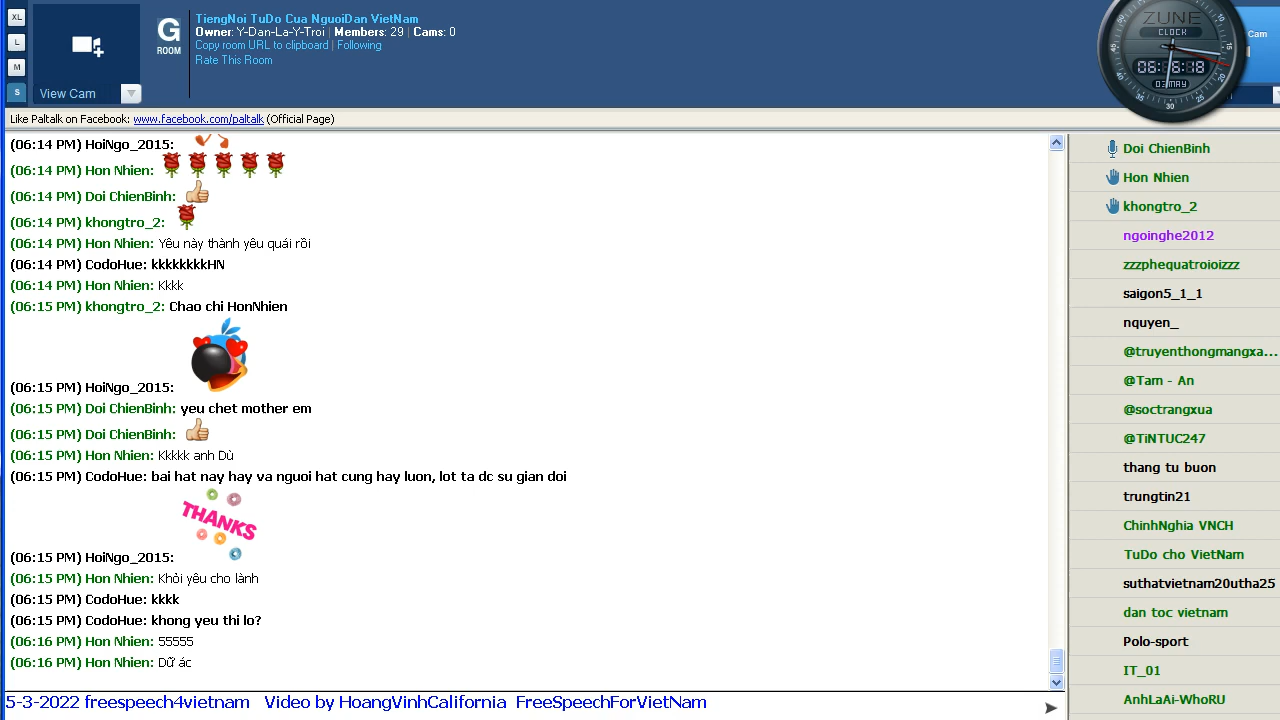 XL
L
M
S
View Cam
G
ROOM
TiengNoi TuDo Cua NguoiDan VietNam
Owner: Y-Dan-La-Y-Troi | Members: 29 | Cams: 0
Copy room URL to clipboard | Following
Rate This Room
ZUNE
CLOCK
06:16:18
03 MAY
Cam
Like Paltalk on Facebook: www.facebook.com/paltalk (Official Page)
(06:14 PM) HoiNgo_2015:
(06:14 PM) Hon Nhien:
(06:14 PM) Doi ChienBinh:
(06:14 PM) khongtro_2:
(06:14 PM) Hon Nhien: Yêu này thành yêu quái rồi
(06:14 PM) CodoHue: kkkkkkkkHN
(06:14 PM) Hon Nhien: Kkkk
(06:15 PM) khongtro_2: Chao chi HonNhien
(06:15 PM) HoiNgo_2015:
(06:15 PM) Doi ChienBinh: yeu chet mother em
(06:15 PM) Doi ChienBinh:
(06:15 PM) Hon Nhien: Kkkkk anh Dù
(06:15 PM) CodoHue: bai hat nay hay va nguoi hat cung hay luon, lot ta dc su gian doi
THANKS
(06:15 PM) HoiNgo_2015:
(06:15 PM) Hon Nhien: Khỏi yêu cho lành
(06:15 PM) CodoHue: kkkk
(06:15 PM) CodoHue: khong yeu thi lo?
(06:16 PM) Hon Nhien: 55555
(06:16 PM) Hon Nhien: Dữ ác
Doi ChienBinh
Hon Nhien
khongtro_2
ngoinghe2012
zzzphequatroioizzz
saigon5_1_1
nquyen_
@truyenthongmangxa...
@Tam - An
@soctrangxua
@TiNTUC247
thang tu buon
trungtin21
ChinhNghia VNCH
TuDo cho VietNam
suthatvietnam20utha25
dan toc vietnam
Polo-sport
IT_01
AnhLaAi-WhoRU
5-3-2022 freespeech4vietnam Video by HoangVinhCalifornia FreeSpeechForVietNam